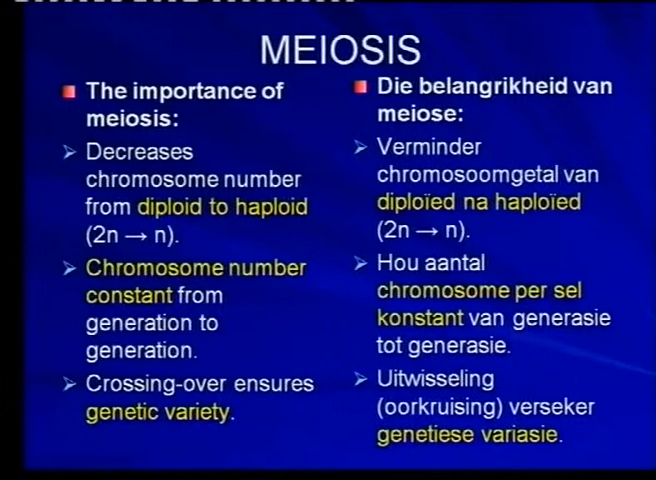 MEIOSIS
The importance of
meiosis:
Decreases
chromosome number
from diploid to haploid
(2n → n).
Chromosome number
constant from
generation to
generation.
Crossing-over ensures
genetic variety.
Die belangrikheid van
meiose:
Verminder
chromosoomgetal van
diploïed na haploïed
(2n → n).
Hou aantal
chromosome per sel
konstant van generasie
tot generasie.
Uitwisseling
(oorkruising) verseker
genetiese variasie.